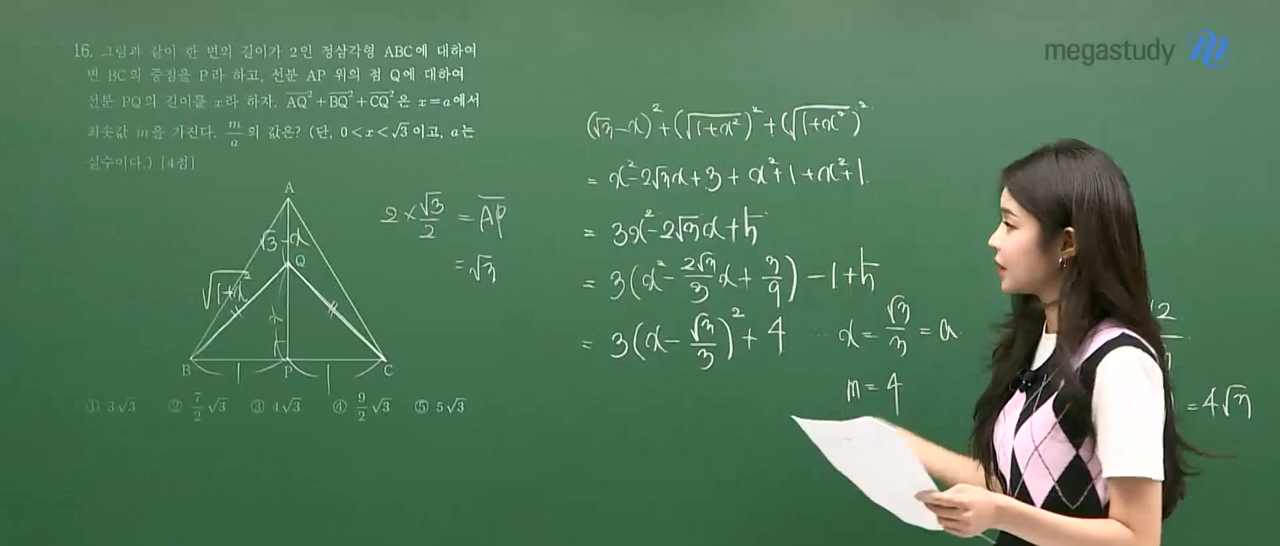 megastudy
16. 그림과 같이 한 변의 길이가 2인 정삼각형 ABC에 대하여
변 BC의 중점을 P라 하고, 선분 AP 위의 점 Q에 대하여
선분 PQ의 길이를 x라 하자. AQ²+BQ²+CQ²은 x=a에서
최솟값 m을 가진다. m/a의 값은? (단, 0<x<√3이고, a는
실수이다.) [4점]
A
√3-x
Q
√1+x²
x
B
P
C
1
1
2×√3/2 = AP
=√3
① 3√3 ② 7/2√3 ③ 4√3 ④ 9/2√3 ⑤ 5√3
(√3-x)²+(√1+x²)²+(√1+x²)²
= x²-2√3x+3+x²+1+x²+1
= 3x²-2√3x+5
= 3(x²-2√3/3x+3/9)-1+5
= 3(x-√3/3)²+4 x=√3/3=a
m=4
12
=4√3